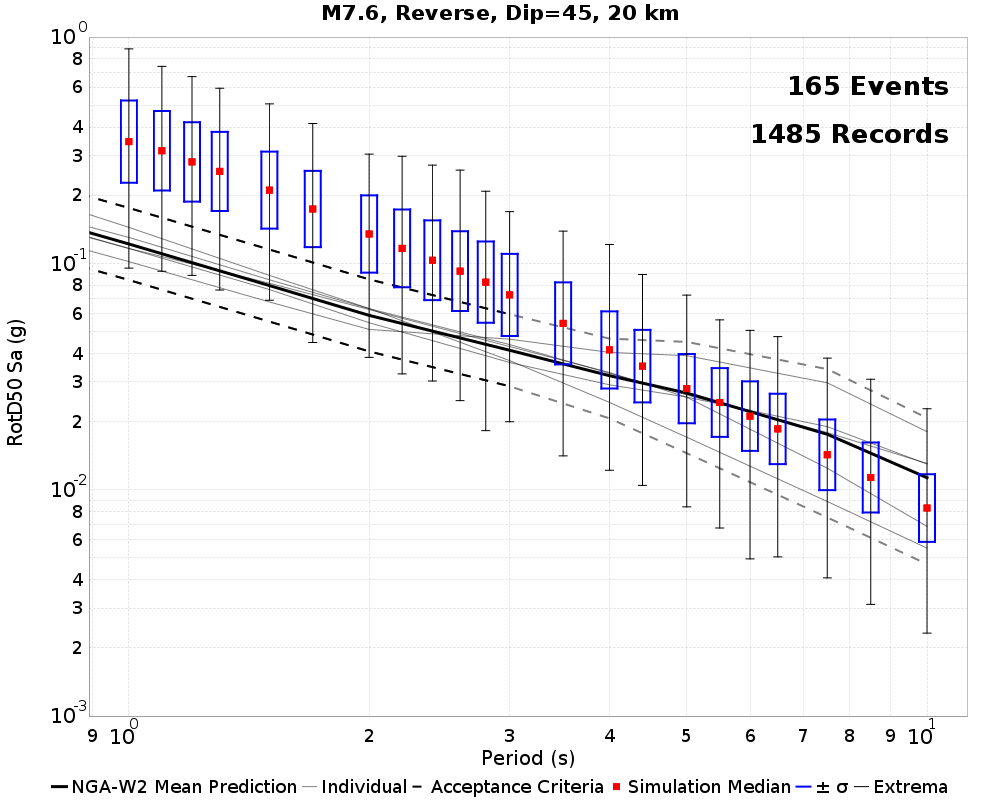 M7.6, Reverse, Dip=45, 20 km
165 Events
1485 Records
RotD50 Sa (g)
10^0
8
6
4
3
2
10^-1
8
6
4
3
2
10^-2
8
6
4
3
2
10^-3
9 10^0 2 3 4 5 6 7 8 9 10^1
Period (s)
NGA-W2 Mean Prediction Individual Acceptance Criteria Simulation Median ± σ Extrema